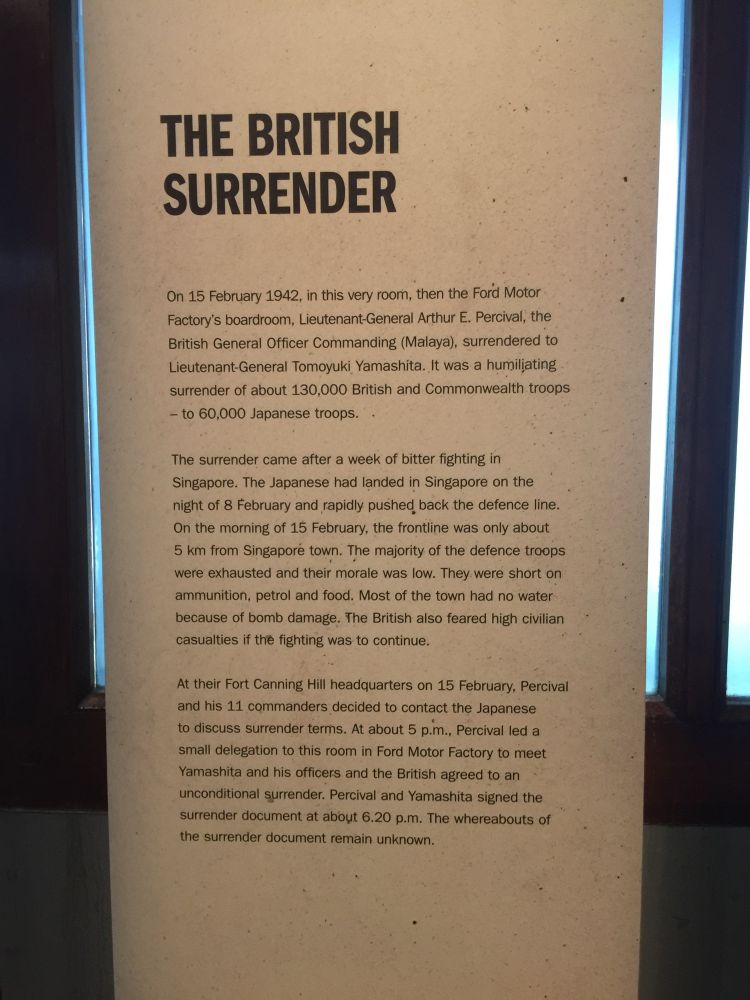 THE BRITISH
SURRENDER
On 15 February 1942, in this very room, then the Ford Motor
Factory's boardroom, Lieutenant-General Arthur E. Percival, the
British General Officer Commanding (Malaya), surrendered to
Lieutenant-General Tomoyuki Yamashita. It was a humiliating
surrender of about 130,000 British and Commonwealth troops
– to 60,000 Japanese troops.
The surrender came after a week of bitter fighting in
Singapore. The Japanese had landed in Singapore on the
night of 8 February and rapidly pushed back the defence line.
On the morning of 15 February, the frontline was only about
5 km from Singapore town. The majority of the defence troops
were exhausted and their morale was low. They were short on
ammunition, petrol and food. Most of the town had no water
because of bomb damage. The British also feared high civilian
casualties if the fighting was to continue.
At their Fort Canning Hill headquarters on 15 February, Percival
and his 11 commanders decided to contact the Japanese
to discuss surrender terms. At about 5 p.m., Percival led a
small delegation to this room in Ford Motor Factory to meet
Yamashita and his officers and the British agreed to an
unconditional surrender. Percival and Yamashita signed the
surrender document at about 6.20 p.m. The whereabouts of
the surrender document remain unknown.